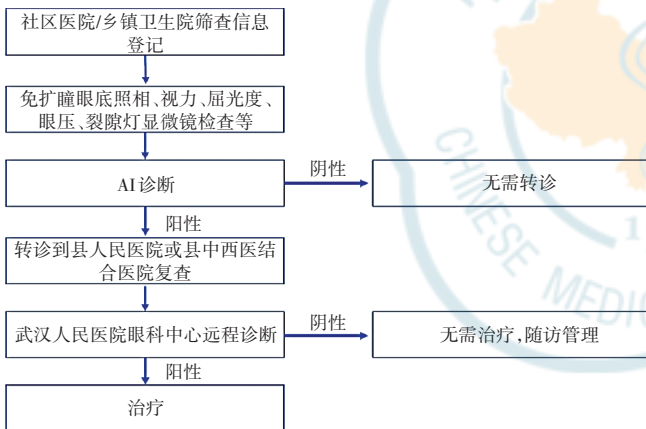 社区医院/乡镇卫生院筛查信息
登记
免扩瞳眼底照相、视力、屈光度、
眼压、裂隙灯显微镜检查等
AI诊断
阴性
无需转诊
阳性
转诊到县人民医院或县中西医结
合医院复查
武汉人民医院眼科中心远程诊断
阴性
无需治疗,随访管理
阳性
治疗
CHINESE MEDIC
1